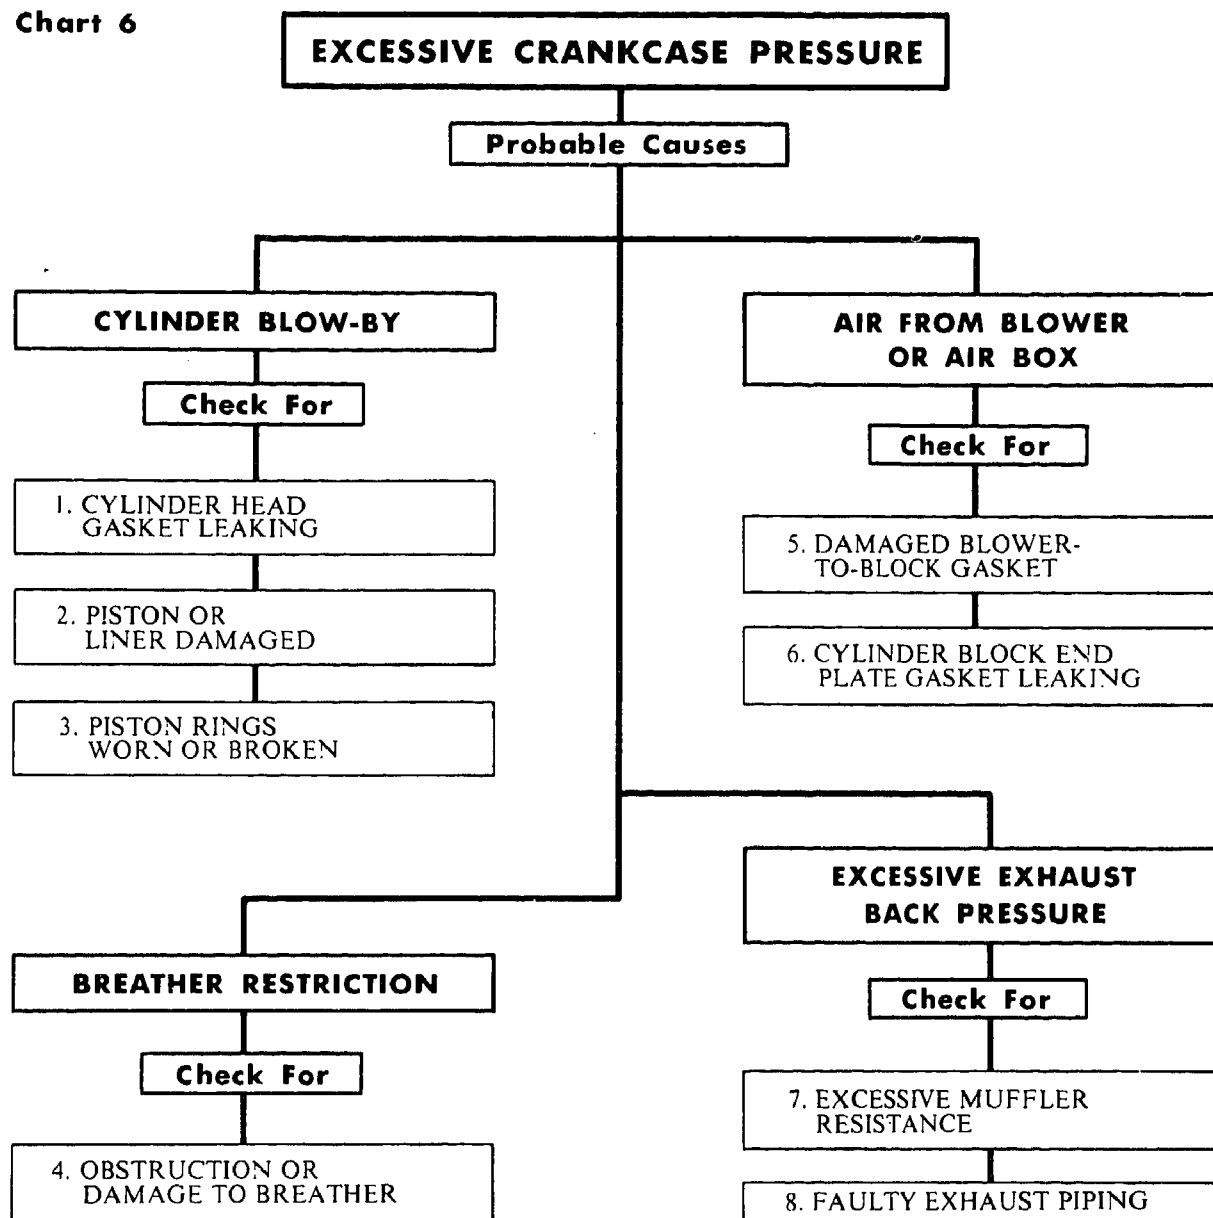 Chart 6
EXCESSIVE CRANKCASE PRESSURE
Probable Causes
CYLINDER BLOW-BY
Check For
1. CYLINDER HEAD
GASKET LEAKING
2. PISTON OR
LINER DAMAGED
3. PISTON RINGS
WORN OR BROKEN
AIR FROM BLOWER
OR AIR BOX
Check For
5. DAMAGED BLOWER-
TO-BLOCK GASKET
6. CYLINDER BLOCK END
PLATE GASKET LEAKING
BREATHER RESTRICTION
Check For
4. OBSTRUCTION OR
DAMAGE TO BREATHER
EXCESSIVE EXHAUST
BACK PRESSURE
Check For
7. EXCESSIVE MUFFLER
RESISTANCE
8. FAULTY EXHAUST PIPING